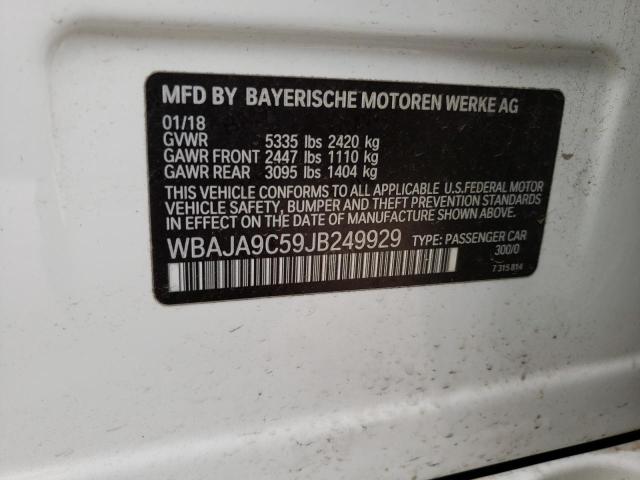 MFD BY BAYERISCHE MOTOREN WERKE AG
01/18
GVWR 5335 lbs 2420 kg
GAWR FRONT 2447 lbs 1110 kg
GAWR REAR 3095 lbs 1404 kg
THIS VEHICLE CONFORMS TO ALL APPLICABLE U.S.FEDERAL MOTOR
VEHICLE SAFETY, BUMPER, AND THEFT PREVENTION STANDARDS
IN EFFECT ON THE DATE OF MANUFACTURE SHOWN ABOVE.
WBAJA9C59JB249929 TYPE: PASSENGER CAR
300/0
7 315 814